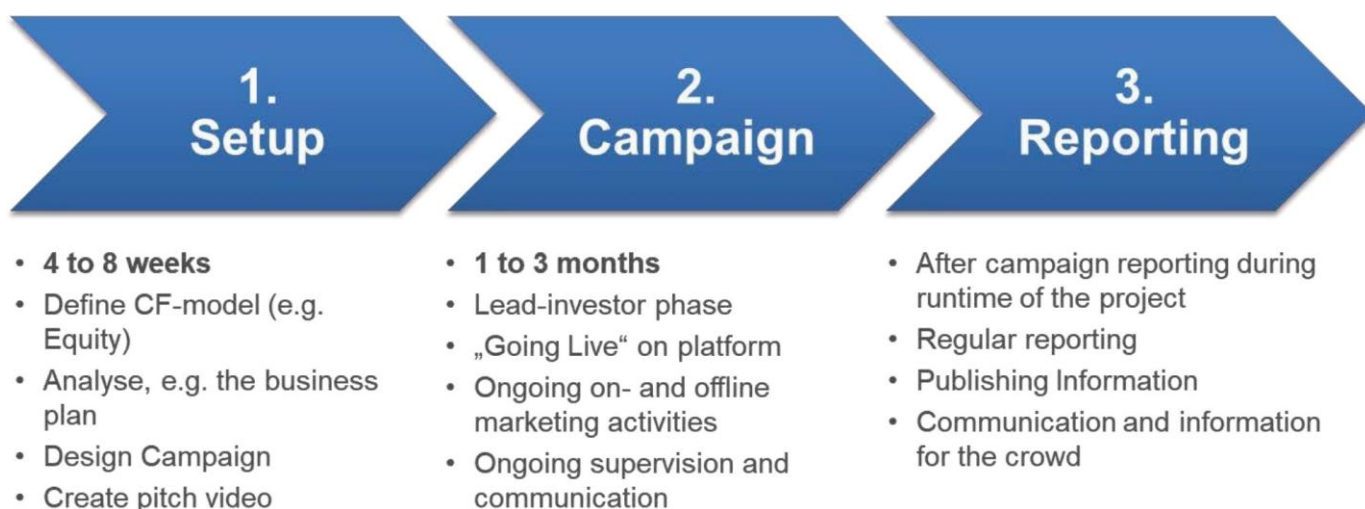 1.
Setup
2.
Campaign
3.
Reporting
• 4 to 8 weeks
• Define CF-model (e.g.
Equity)
• Analyse, e.g. the business
plan
• Design Campaign
• Create pitch video
• 1 to 3 months
• Lead-investor phase
• „Going Live“ on platform
• Ongoing on- and offline
marketing activities
• Ongoing supervision and
communication
• After campaign reporting during
runtime of the project
• Regular reporting
• Publishing Information
• Communication and information
for the crowd